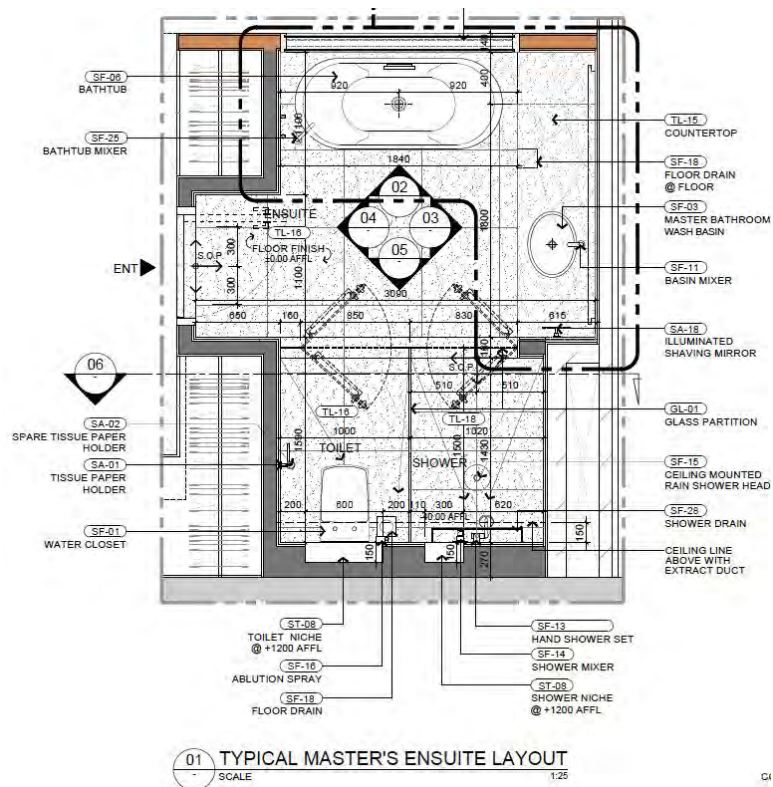 SF-06
BATHTUB
SF-25
BATHTUB MIXER
ENT
06
-
SA-02
SPARE TISSUE PAPER
HOLDER
SA-01
TISSUE PAPER
HOLDER
SF-01
WATER CLOSET
140
400
920
920
100
1840
02
04
03
05
1800
ENSUITE
TL-16
FLOOR FINISH
±0.00 AFFL
S.O.P.
300
300
1100
3090
650
160
850
830
615
160
S.O.P.
510
510
TL-16
TL-18
1000
1020
TOILET
SHOWER
1590
1500
1430
200
600
200
110
300
620
150
150
150
270
TL-15
COUNTERTOP
SF-18
FLOOR DRAIN
@ FLOOR
SF-03
MASTER BATHROOM
WASH BASIN
SF-11
BASIN MIXER
SA-18
ILLUMINATED
SHAVING MIRROR
GL-01
GLASS PARTITION
SF-15
CEILING MOUNTED
RAIN SHOWER HEAD
SF-26
SHOWER DRAIN
CEILING LINE
ABOVE WITH
EXTRACT DUCT
ST-08
TOILET NICHE
@ +1200 AFFL
SF-16
ABLUTION SPRAY
SF-18
FLOOR DRAIN
SF-13
HAND SHOWER SET
SF-14
SHOWER MIXER
ST-08
SHOWER NICHE
@ +1200 AFFL
01
-
TYPICAL MASTER'S ENSUITE LAYOUT
SCALE
1:25